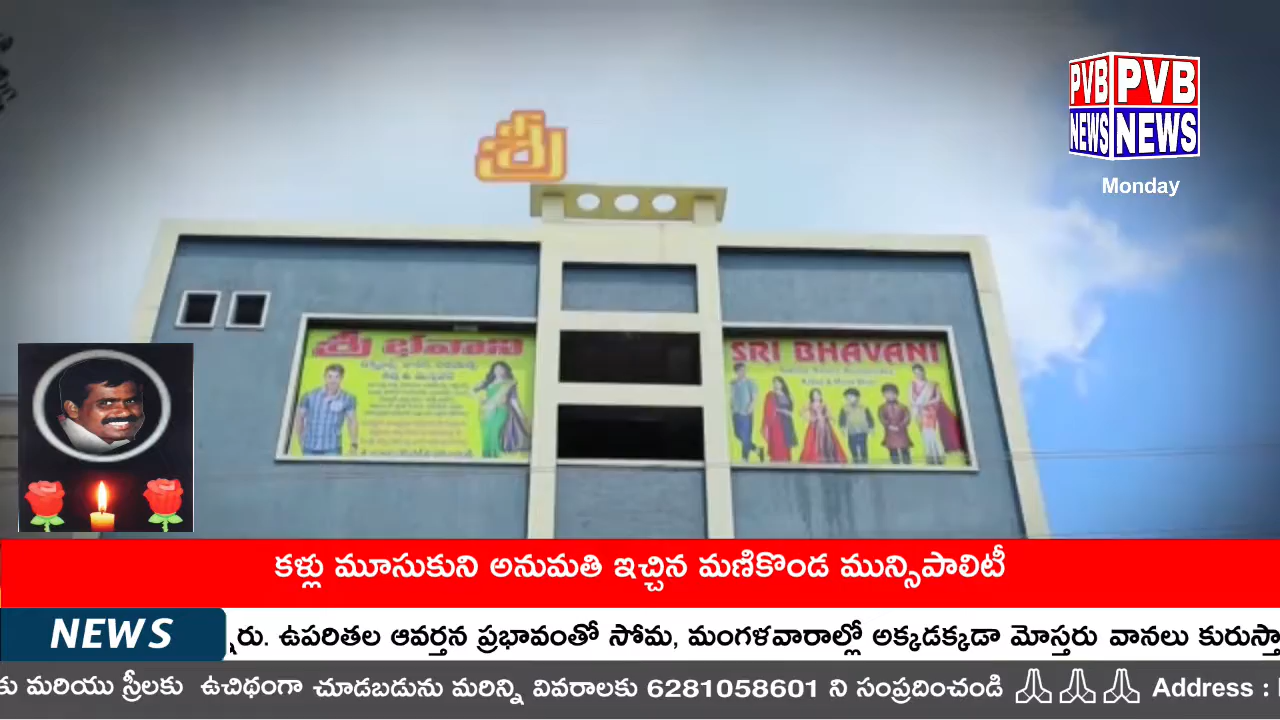 శ్రీ
PVB PVB
NEWS NEWS
Monday
శ్రీ భవాని
SRI BHAVANI
కళ్లు మూసుకుని అనుమతి ఇచ్చిన మణికొండ మున్సిపాలిటీ
NEWS
్నారు. ఉపరితల ఆవర్తన ప్రభావంతో సోమ, మంగళవారాల్లో అక్కడక్కడా మోస్తరు వానలు కురుస్తా
కు మరియు స్త్రీలకు ఉచిథంగా చూడబడును మరిన్ని వివరాలకు 6281058601 ని సంప్రదించండి 🙏🙏🙏 Address :